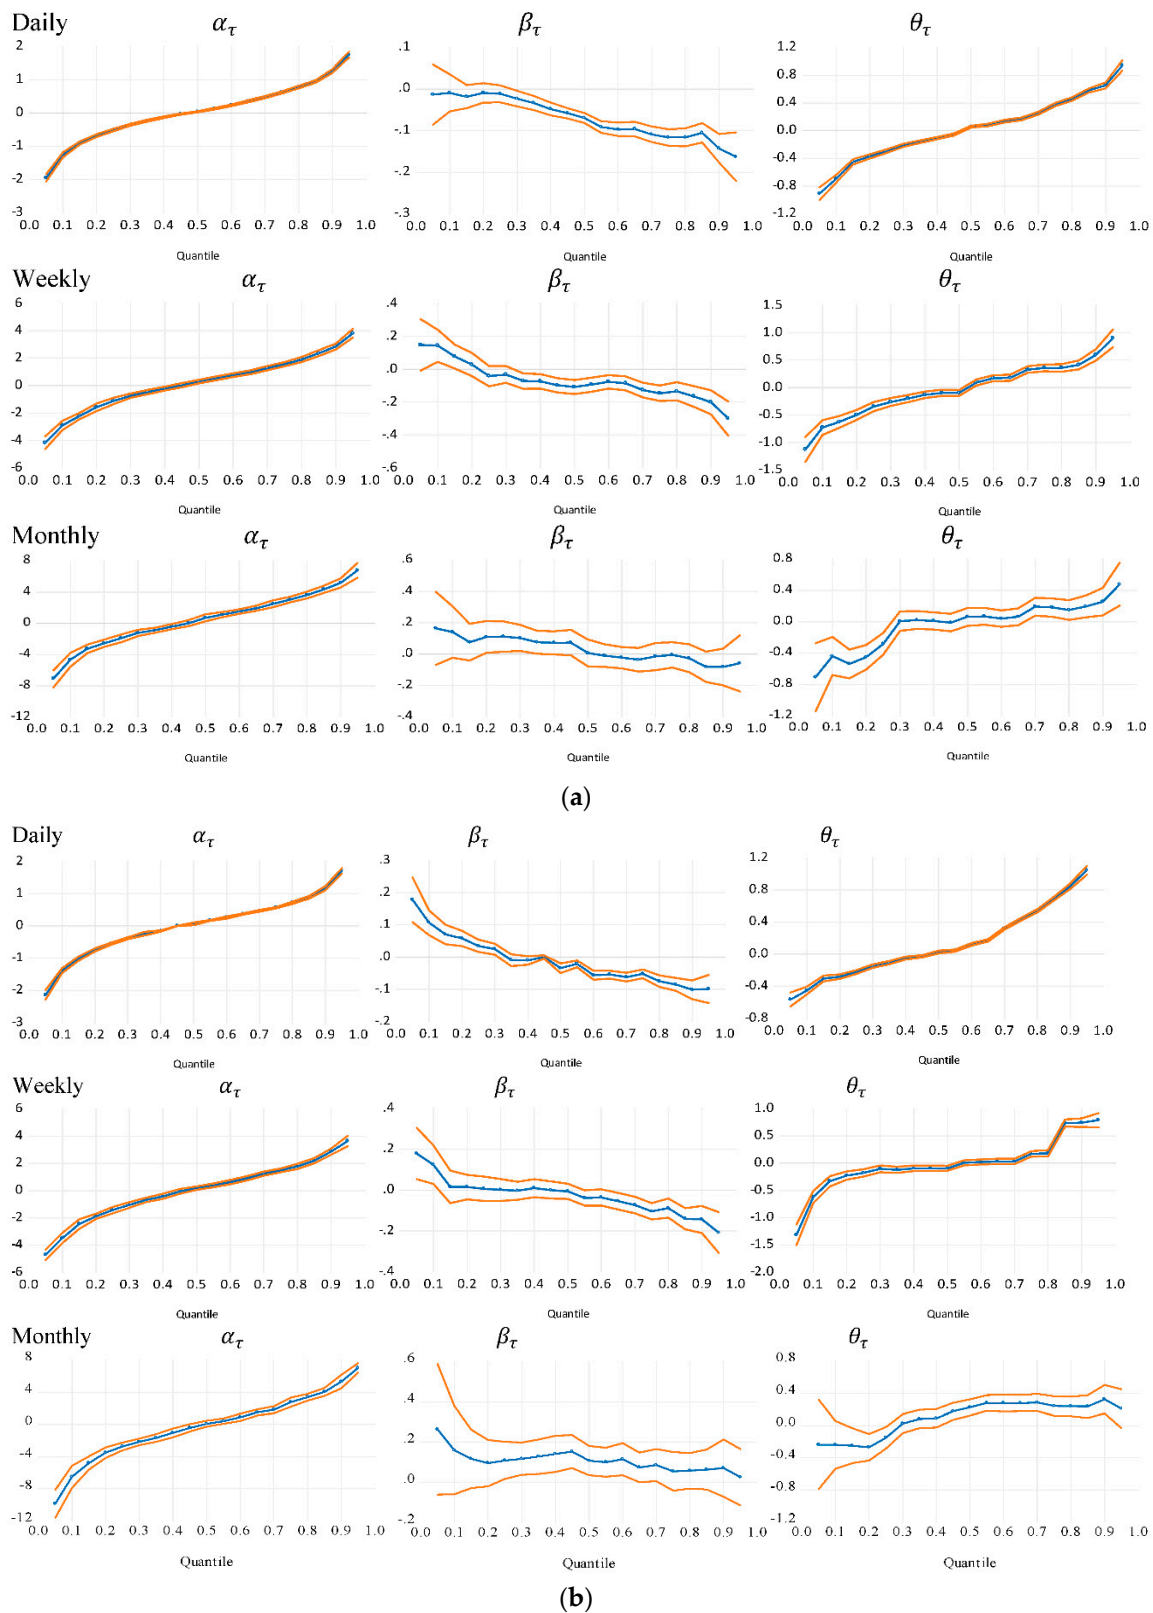 Daily α_τ β_τ θ_τ
2 .1 1.2
1 .0 0.8
0 -.1 0.4
-1 -.2 0.0
-2 -.3 -0.4
-3 -0.8
-1.2
0.0 0.1 0.2 0.3 0.4 0.5 0.6 0.7 0.8 0.9 1.0 0.0 0.1 0.2 0.3 0.4 0.5 0.6 0.7 0.8 0.9 1.0 0.0 0.1 0.2 0.3 0.4 0.5 0.6 0.7 0.8 0.9 1.0
Quantile Quantile Quantile
Weekly α_τ β_τ θ_τ
6 .4 1.5
4 .2 1.0
2 .0 0.5
0 -.2 0.0
-2 -.4 -0.5
-4 -.6 -1.0
-6 -1.5
0.0 0.1 0.2 0.3 0.4 0.5 0.6 0.7 0.8 0.9 1.0 0.0 0.1 0.2 0.3 0.4 0.5 0.6 0.7 0.8 0.9 1.0 0.0 0.1 0.2 0.3 0.4 0.5 0.6 0.7 0.8 0.9 1.0
Quantile Quantile Quantile
Monthly α_τ β_τ θ_τ
8 .6 0.8
4 .4 0.4
0 .2 0.0
-4 .0 -0.4
-8 -.2 -0.8
-12 -.4 -1.2
0.0 0.1 0.2 0.3 0.4 0.5 0.6 0.7 0.8 0.9 1.0 0.0 0.1 0.2 0.3 0.4 0.5 0.6 0.7 0.8 0.9 1.0 0.0 0.1 0.2 0.3 0.4 0.5 0.6 0.7 0.8 0.9 1.0
Quantile Quantile Quantile
(a)
Daily α_τ β_τ θ_τ
2 .3 1.2
1 .2 0.8
0 .1 0.4
-1 .0 0.0
-2 -.1 -0.4
-3 -.2 -0.8
0.0 0.1 0.2 0.3 0.4 0.5 0.6 0.7 0.8 0.9 1.0 0.0 0.1 0.2 0.3 0.4 0.5 0.6 0.7 0.8 0.9 1.0 0.0 0.1 0.2 0.3 0.4 0.5 0.6 0.7 0.8 0.9 1.0
Quantile Quantile Quantile
Weekly α_τ β_τ θ_τ
6 .4 1.0
4 .2 0.5
2 .0 0.0
0 -.2 -0.5
-2 -.4 -1.0
-4 -1.5
-6 -2.0
0.0 0.1 0.2 0.3 0.4 0.5 0.6 0.7 0.8 0.9 1.0 0.0 0.1 0.2 0.3 0.4 0.5 0.6 0.7 0.8 0.9 1.0 0.0 0.1 0.2 0.3 0.4 0.5 0.6 0.7 0.8 0.9 1.0
Quantile Quantile Quantile
Monthly α_τ β_τ θ_τ
8 .6 0.8
4 .4 0.4
0 .2 0.0
-4 .0 -0.4
-8 -.2 -0.8
-12 -1.2
0.0 0.1 0.2 0.3 0.4 0.5 0.6 0.7 0.8 0.9 1.0 0.0 0.1 0.2 0.3 0.4 0.5 0.6 0.7 0.8 0.9 1.0 0.0 0.1 0.2 0.3 0.4 0.5 0.6 0.7 0.8 0.9 1.0
Quantile Quantile Quantile
(b)